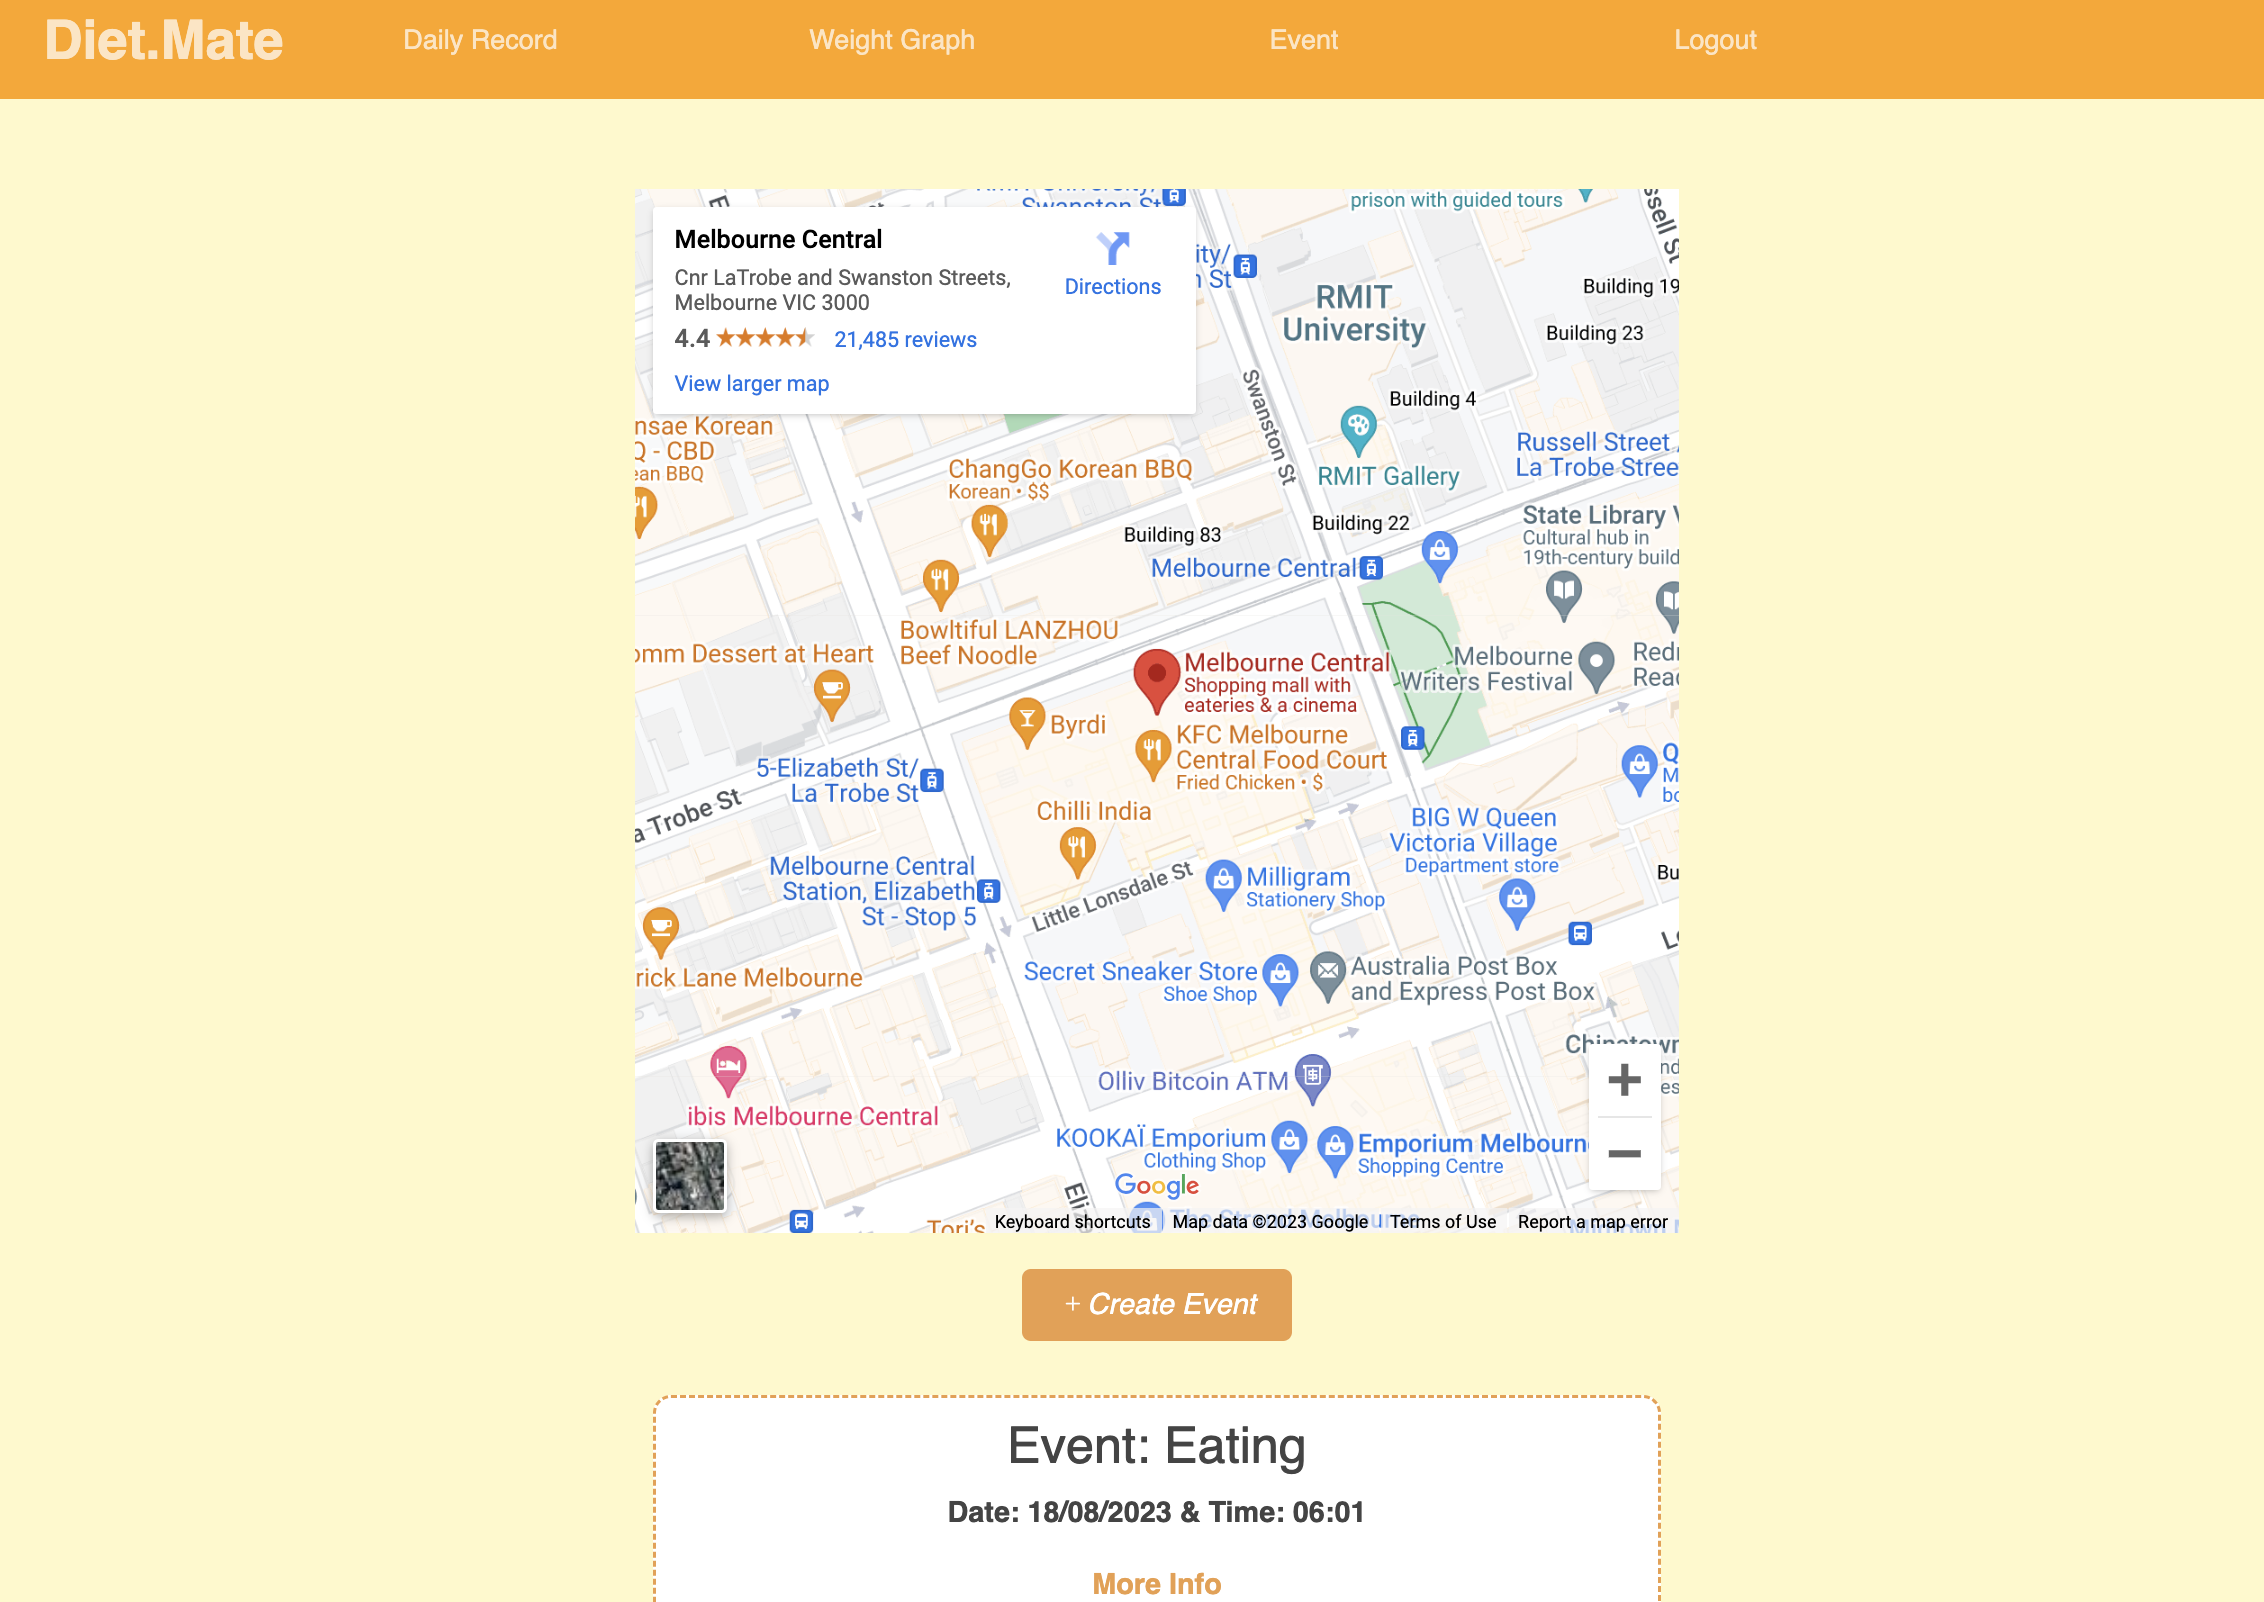 Diet.Mate
Daily Record
Weight Graph
Event
Logout
Swanston St
prison with guided tours
Melbourne Central
Cnr LaTrobe and Swanston Streets,
Melbourne VIC 3000
4.4
21,485 reviews
View larger map
Directions
RMIT
University
Building 19
Building 23
Building 4
Swanston St
RMIT Gallery
Russell Street
La Trobe Stree
nsae Korean
Q - CBD
ean BBQ
ChangGo Korean BBQ
Korean • $$
Building 83
Building 22
State Library V
Cultural hub in
19th-century build
Melbourne Central
Bowltiful LANZHOU
Beef Noodle
omm Dessert at Heart
Melbourne Central
Shopping mall with
eateries & a cinema
Melbourne
Writers Festival
Byrdi
KFC Melbourne
Central Food Court
Fried Chicken • $
5-Elizabeth St/
La Trobe St
a Trobe St
Chilli India
BIG W Queen
Victoria Village
Department store
Melbourne Central
Station, Elizabeth
St - Stop 5
Little Lonsdale St
Milligram
Stationery Shop
rick Lane Melbourne
Secret Sneaker Store
Shoe Shop
Australia Post Box
and Express Post Box
Chinatown
Olliv Bitcoin ATM
ibis Melbourne Central
KOOKAÏ Emporium
Clothing Shop
Emporium Melbourn
Shopping Centre
Google
Tori's
The Strand Melbourne
Keyboard shortcuts
Map data ©2023 Google
Terms of Use
Report a map error
+ Create Event
Event: Eating
Date: 18/08/2023 & Time: 06:01
More Info